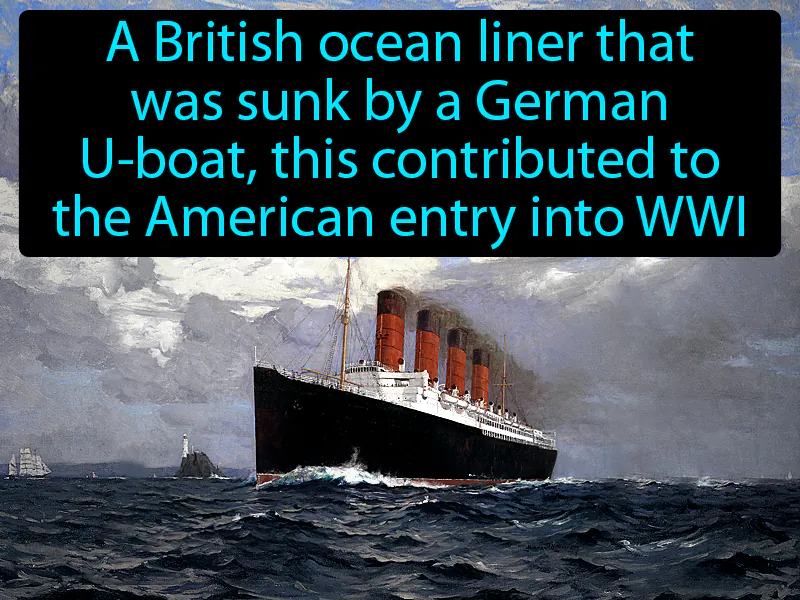 A British ocean liner that
was sunk by a German
U-boat, this contributed to
the American entry into WWI